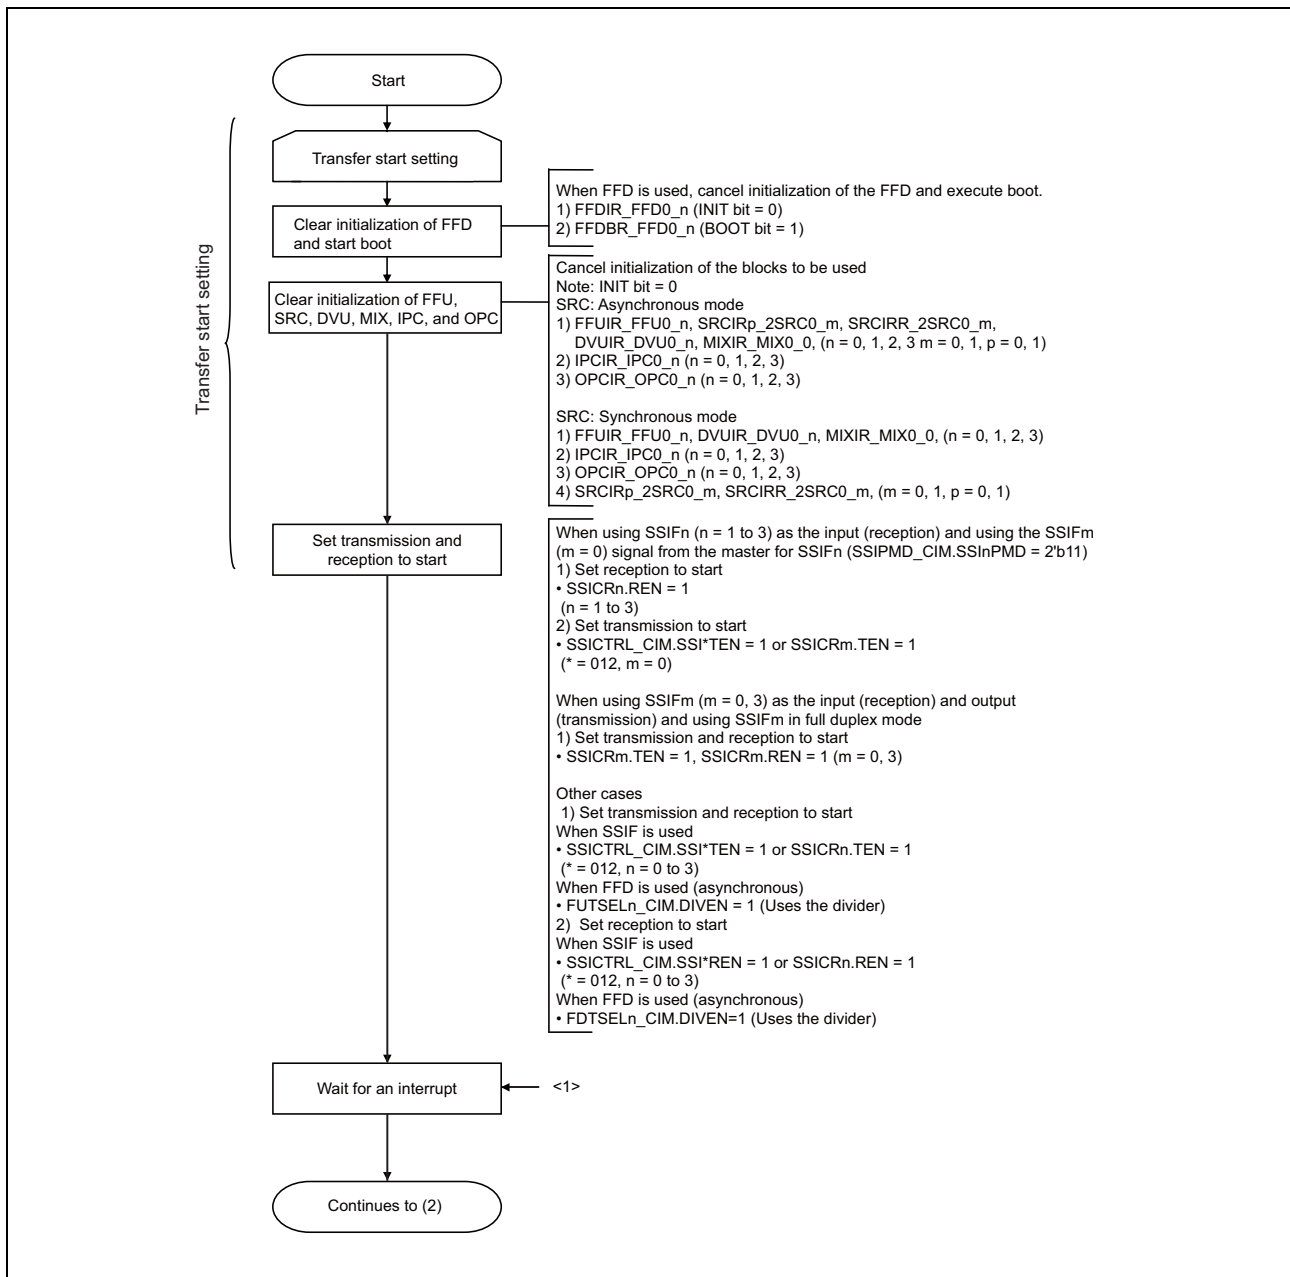 Start
Transfer start setting
Transfer start setting
Clear initialization of FFD
and start boot
When FFD is used, cancel initialization of the FFD and execute boot.
1) FFDIR_FFD0_n (INIT bit = 0)
2) FFDBR_FFD0_n (BOOT bit = 1)
Clear initialization of FFU,
SRC, DVU, MIX, IPC, and OPC
Cancel initialization of the blocks to be used
Note: INIT bit = 0
SRC: Asynchronous mode
1) FFUIR_FFU0_n, SRCIRp_2SRC0_m, SRCIRR_2SRC0_m,
DVUIR_DVU0_n, MIXIR_MIX0_0, (n = 0, 1, 2, 3 m = 0, 1, p = 0, 1)
2) IPCIR_IPC0_n (n = 0, 1, 2, 3)
3) OPCIR_OPC0_n (n = 0, 1, 2, 3)
SRC: Synchronous mode
1) FFUIR_FFU0_n, DVUIR_DVU0_n, MIXIR_MIX0_0, (n = 0, 1, 2, 3)
2) IPCIR_IPC0_n (n = 0, 1, 2, 3)
3) OPCIR_OPC0_n (n = 0, 1, 2, 3)
4) SRCIRp_2SRC0_m, SRCIRR_2SRC0_m, (m = 0, 1, p = 0, 1)
Set transmission and
reception to start
When using SSIFn (n = 1 to 3) as the input (reception) and using the SSIFm
(m = 0) signal from the master for SSIFn (SSIPMD_CIM.SSInPMD = 2'b11)
1) Set reception to start
• SSICRn.REN = 1
(n = 1 to 3)
2) Set transmission to start
• SSICTRL_CIM.SSI*TEN = 1 or SSICRm.TEN = 1
(* = 012, m = 0)
When using SSIFm (m = 0, 3) as the input (reception) and output
(transmission) and using SSIFm in full duplex mode
1) Set transmission and reception to start
• SSICRm.TEN = 1, SSICRm.REN = 1 (m = 0, 3)
Other cases
1) Set transmission and reception to start
When SSIF is used
• SSICTRL_CIM.SSI*TEN = 1 or SSICRn.TEN = 1
(* = 012, n = 0 to 3)
When FFD is used (asynchronous)
• FUTSELn_CIM.DIVEN = 1 (Uses the divider)
2) Set reception to start
When SSIF is used
• SSICTRL_CIM.SSI*REN = 1 or SSICRn.REN = 1
(* = 012, n = 0 to 3)
When FFD is used (asynchronous)
• FDTSELn_CIM.DIVEN=1 (Uses the divider)
Wait for an interrupt
<1>
Continues to (2)